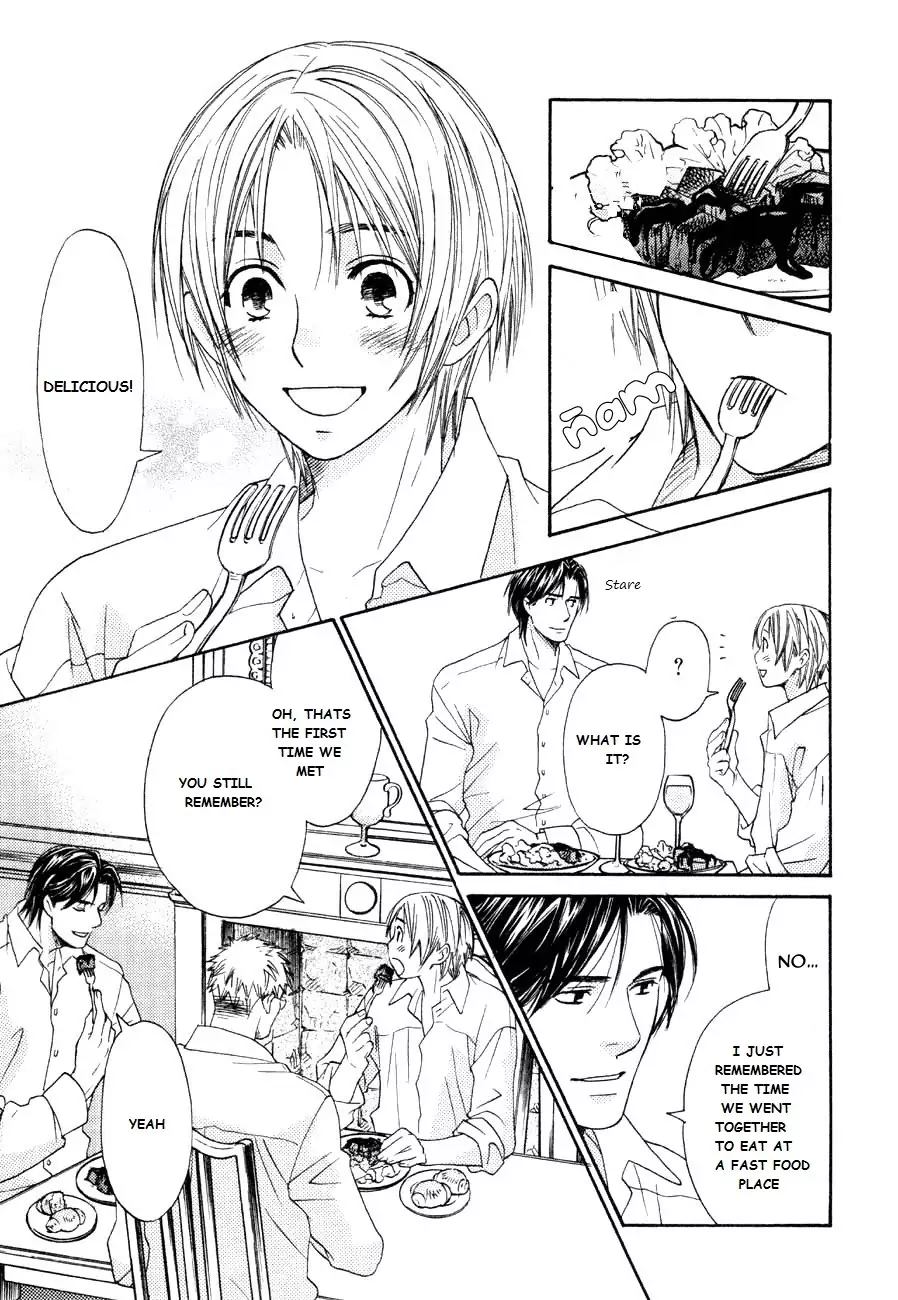 ñam
DELICIOUS!
Stare
?
WHAT IS
IT?
NO...
I JUST
REMEMBERED
THE TIME
WE WENT
TOGETHER
TO EAT AT
A FAST FOOD
PLACE
OH, THATS
THE FIRST
TIME WE
MET
YOU STILL
REMEMBER?
YEAH